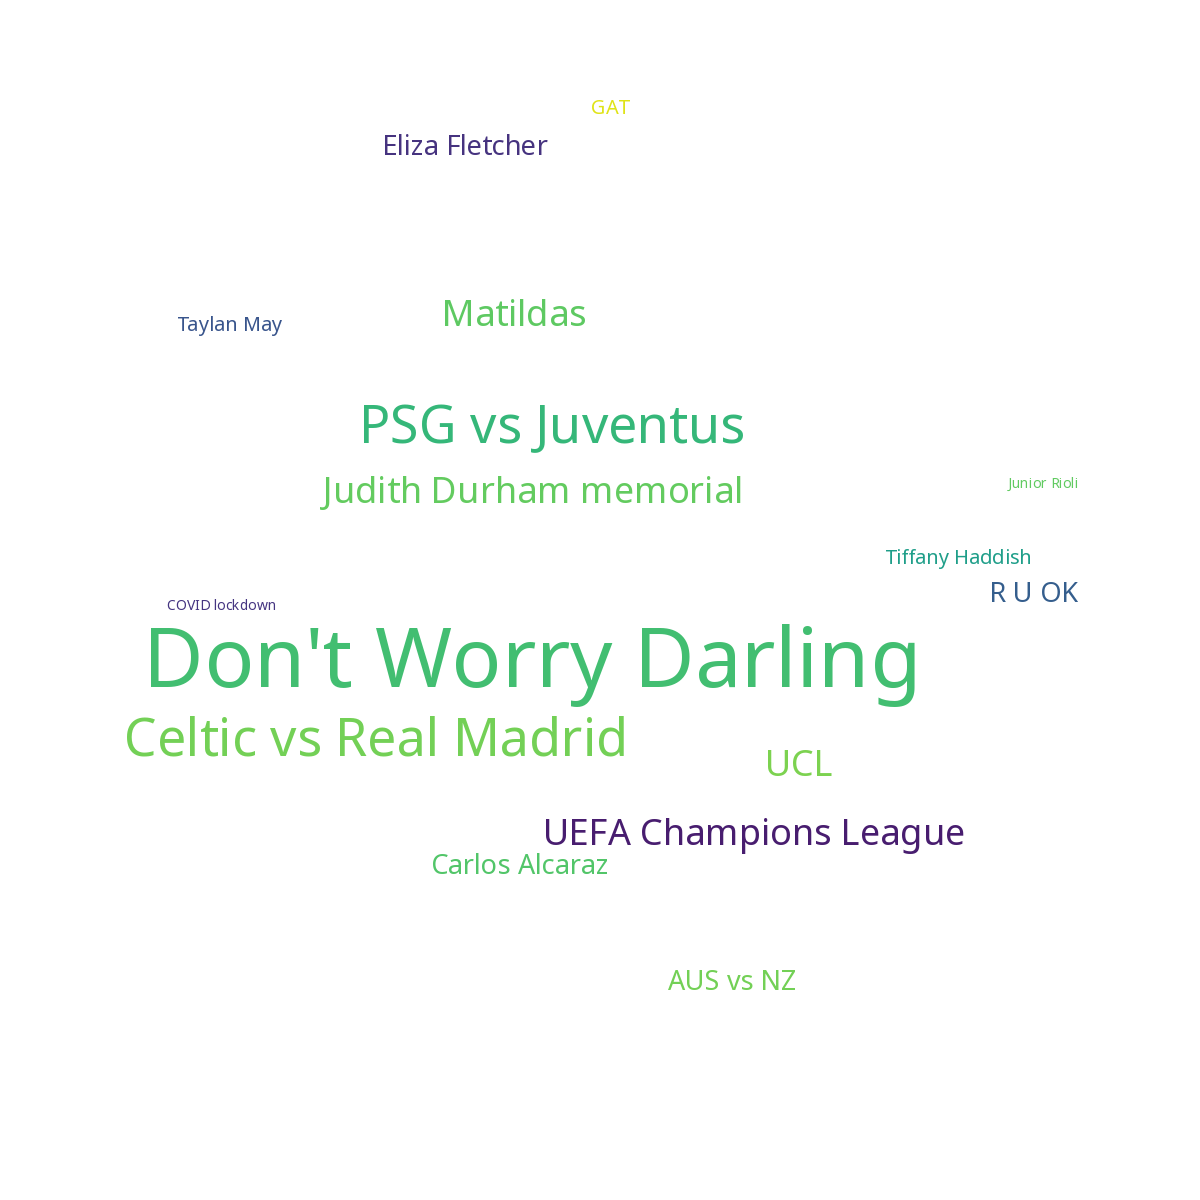 GAT
Eliza Fletcher
Matildas
Taylan May
PSG vs Juventus
Judith Durham memorial
Junior Rioli
Tiffany Haddish
R U OK
COVID lockdown
Don't Worry Darling
Celtic vs Real Madrid
UCL
UEFA Champions League
Carlos Alcaraz
AUS vs NZ